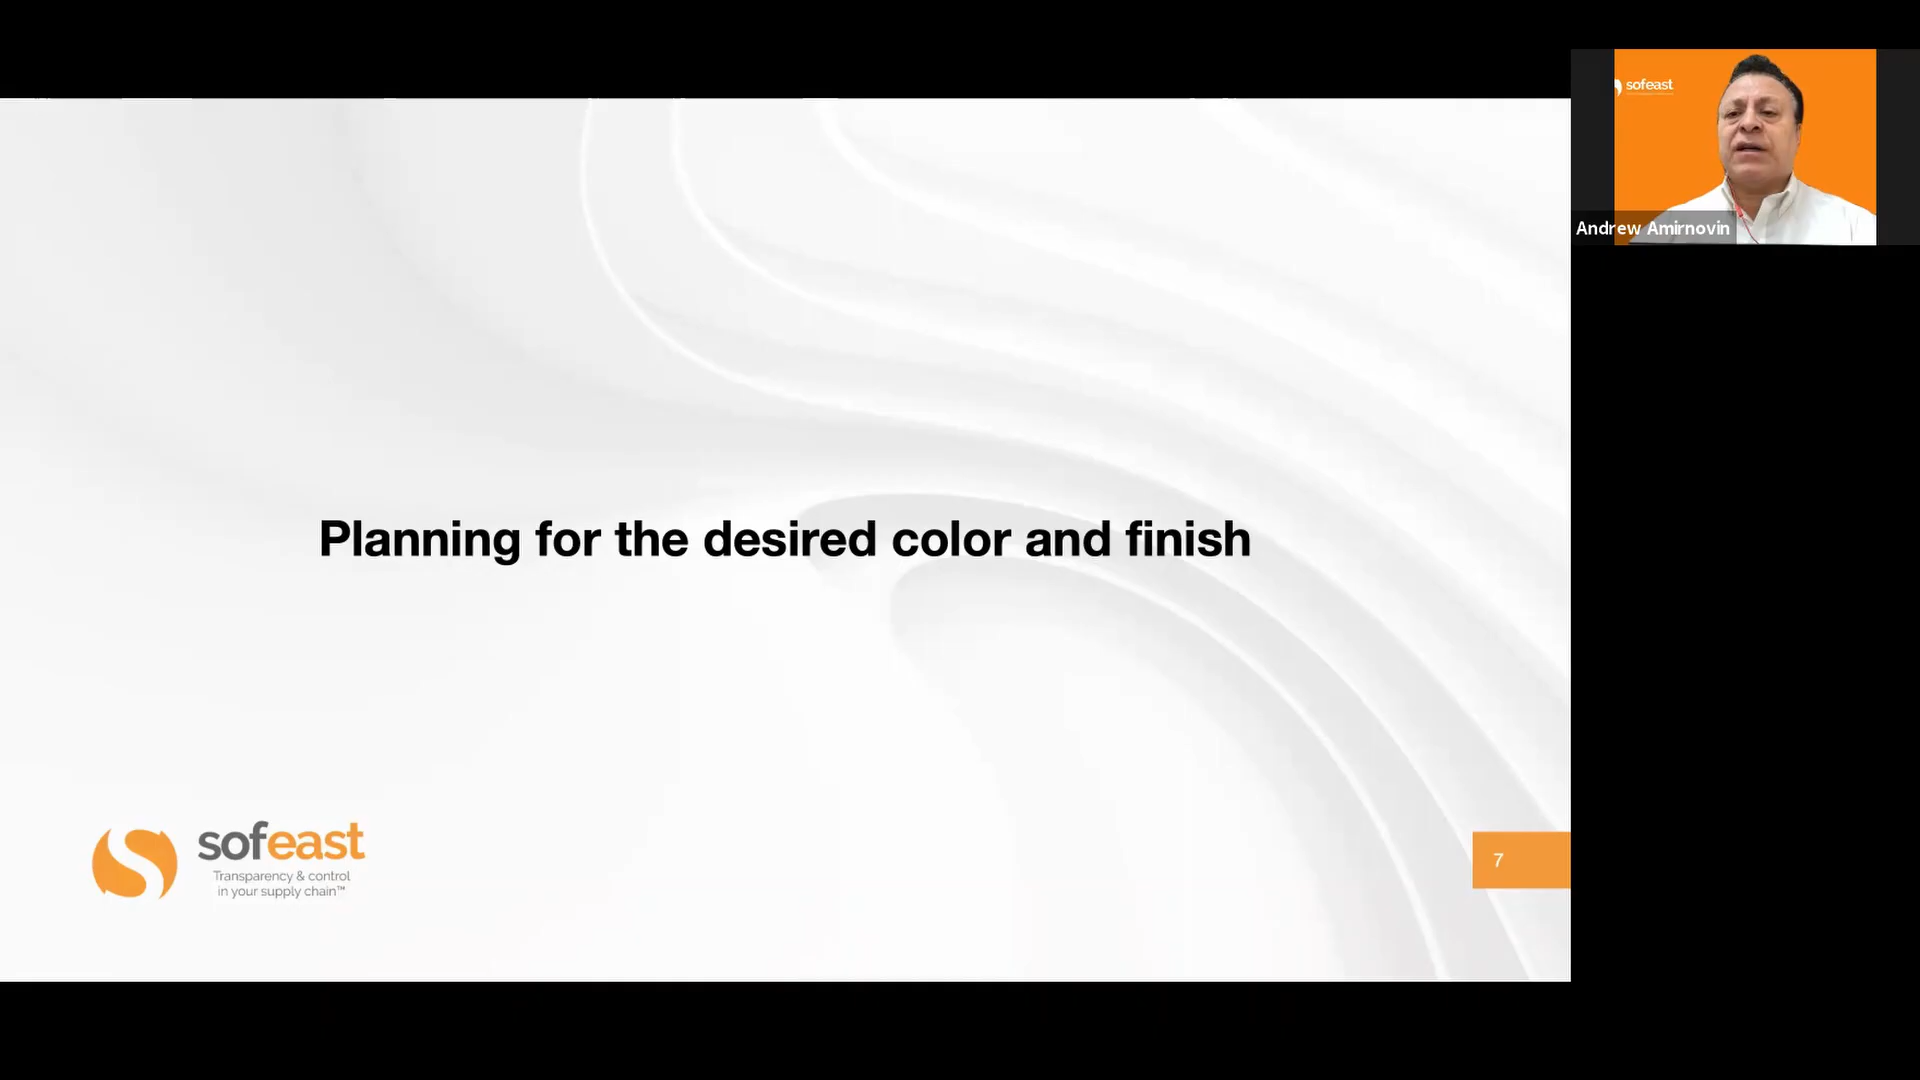 sofeast
Andrew Amirnovin
Planning for the desired color and finish
sofeast
Transparency & control
in your supply chain™
7